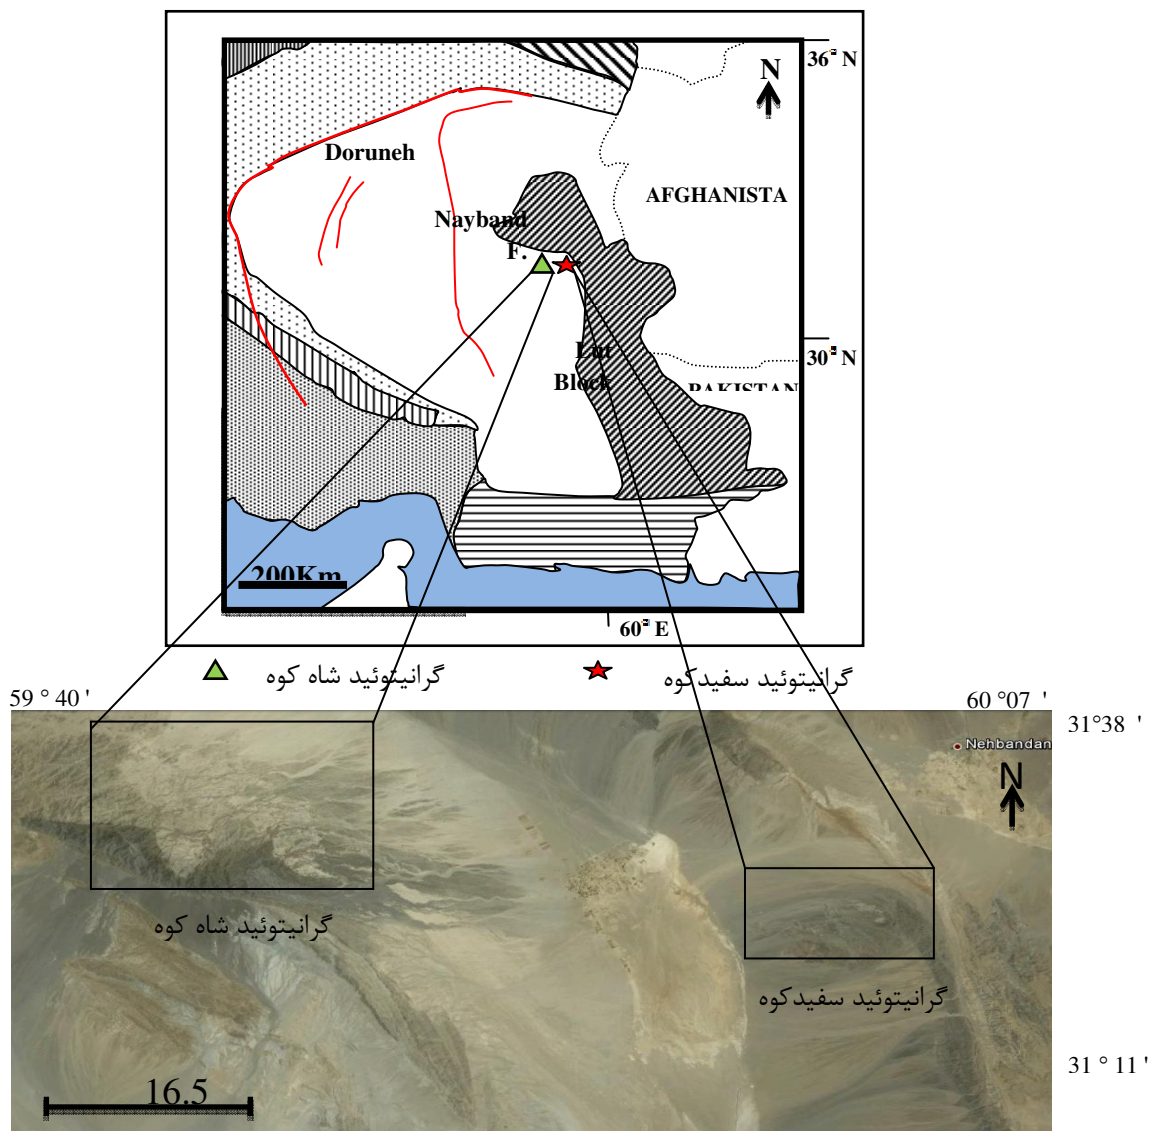 36° N
N
Doruneh
AFGHANISTA
Nayband
F.
Lut
Block
30° N
PAKISTAN
200Km
60° E
گرانیتوئید شاه کوه
گرانیتوئید سفیدکوه
59 ° 40 '
60 °07 '
31°38 '
Nehbandan
N
گرانیتوئید شاه کوه
گرانیتوئید سفیدکوه
31 ° 11 '
16.5